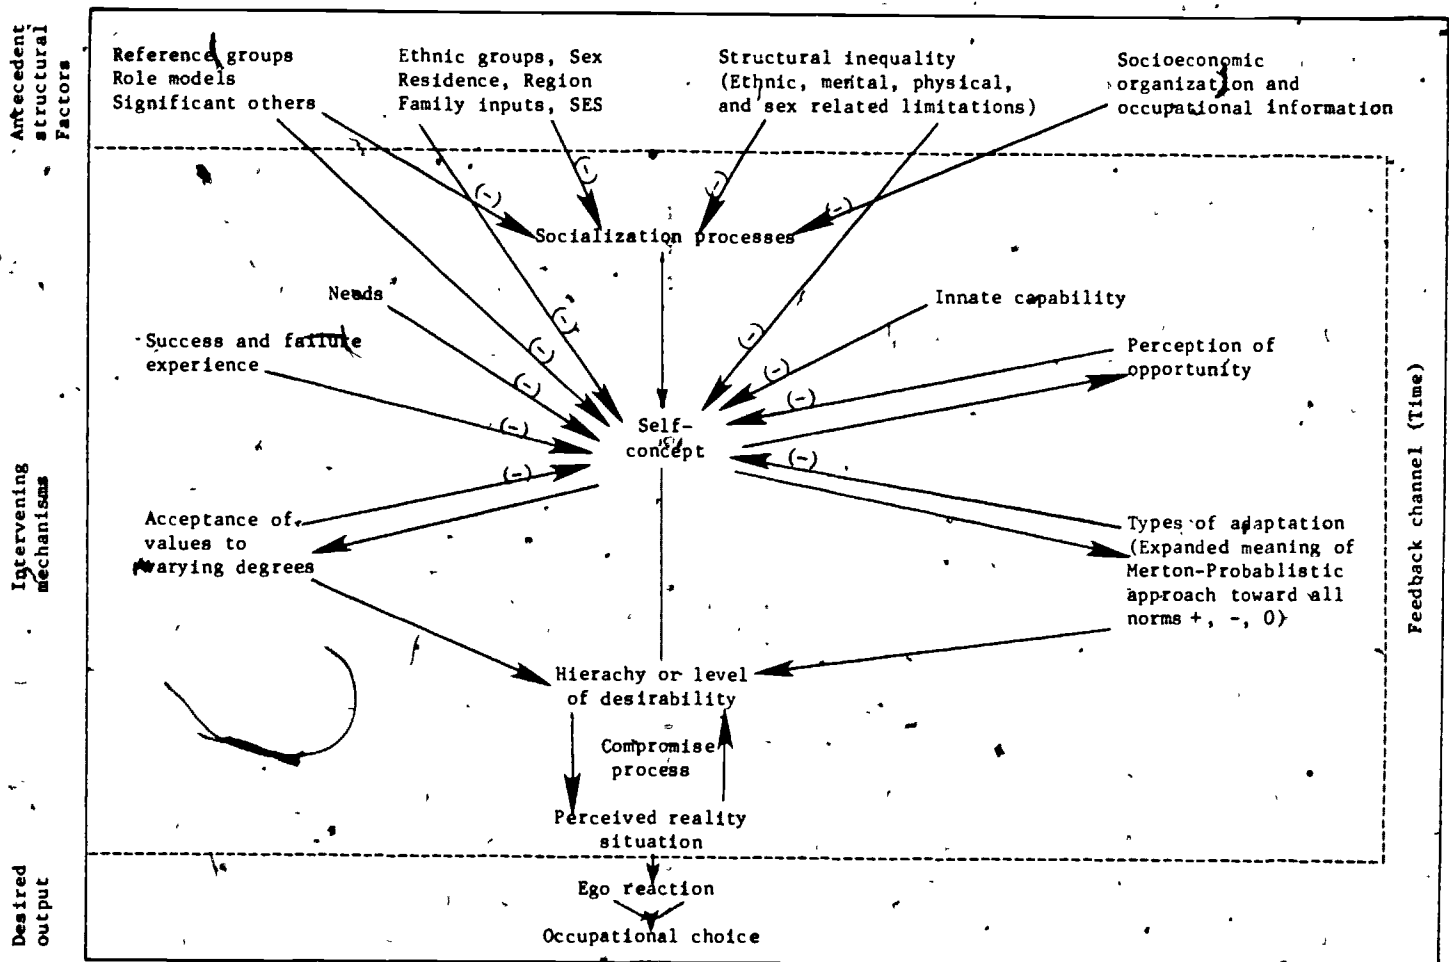 Antecedent
structural
Factors
Reference groups
Role models
Significant others
Ethnic groups, Sex
Residence, Region
Family inputs, SES
Structural inequality
(Ethnic, mental, physical,
and sex related limitations)
Socioeconomic
organization and
occupational information
(-)
(-)
(-)
(-)
Socialization processes
Intervening
mechanisms
Needs
Innate capability
Success and failure
experience
Perception of
opportunity
(-)
(-)
(-)
(-)
(-)
(-)
(-)
Self-
concept
(-)
(-)
(-)
Acceptance of
values to
varying degrees
Types of adaptation
(Expanded meaning of
Merton-Probablistic
approach toward all
norms +, -, 0)
Hierachy or level
of desirability
Compromise
process
Perceived reality
situation
Feedback channel (Time)
Desired
output
Ego reaction
Occupational choice